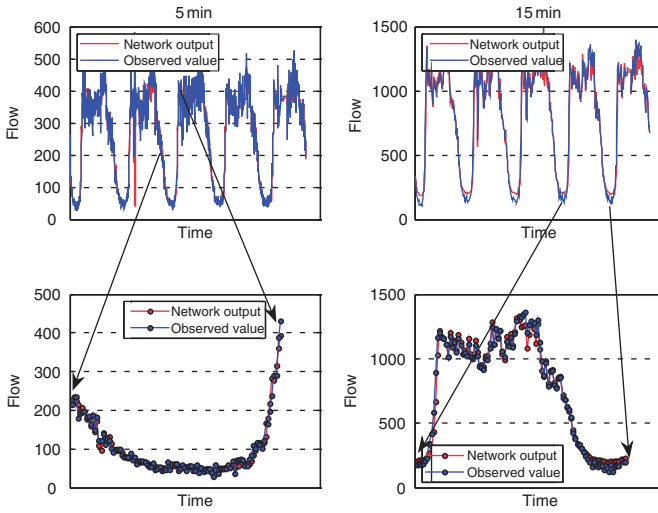 5 min
600
500
400
300
200
100
0
Flow
Time
Network output
Observed value
15 min
1500
1000
500
0
Flow
Time
Network output
Observed value
500
400
300
200
100
0
Flow
Time
Network output
Observed value
1500
1000
500
0
Flow
Time
Network output
Observed value